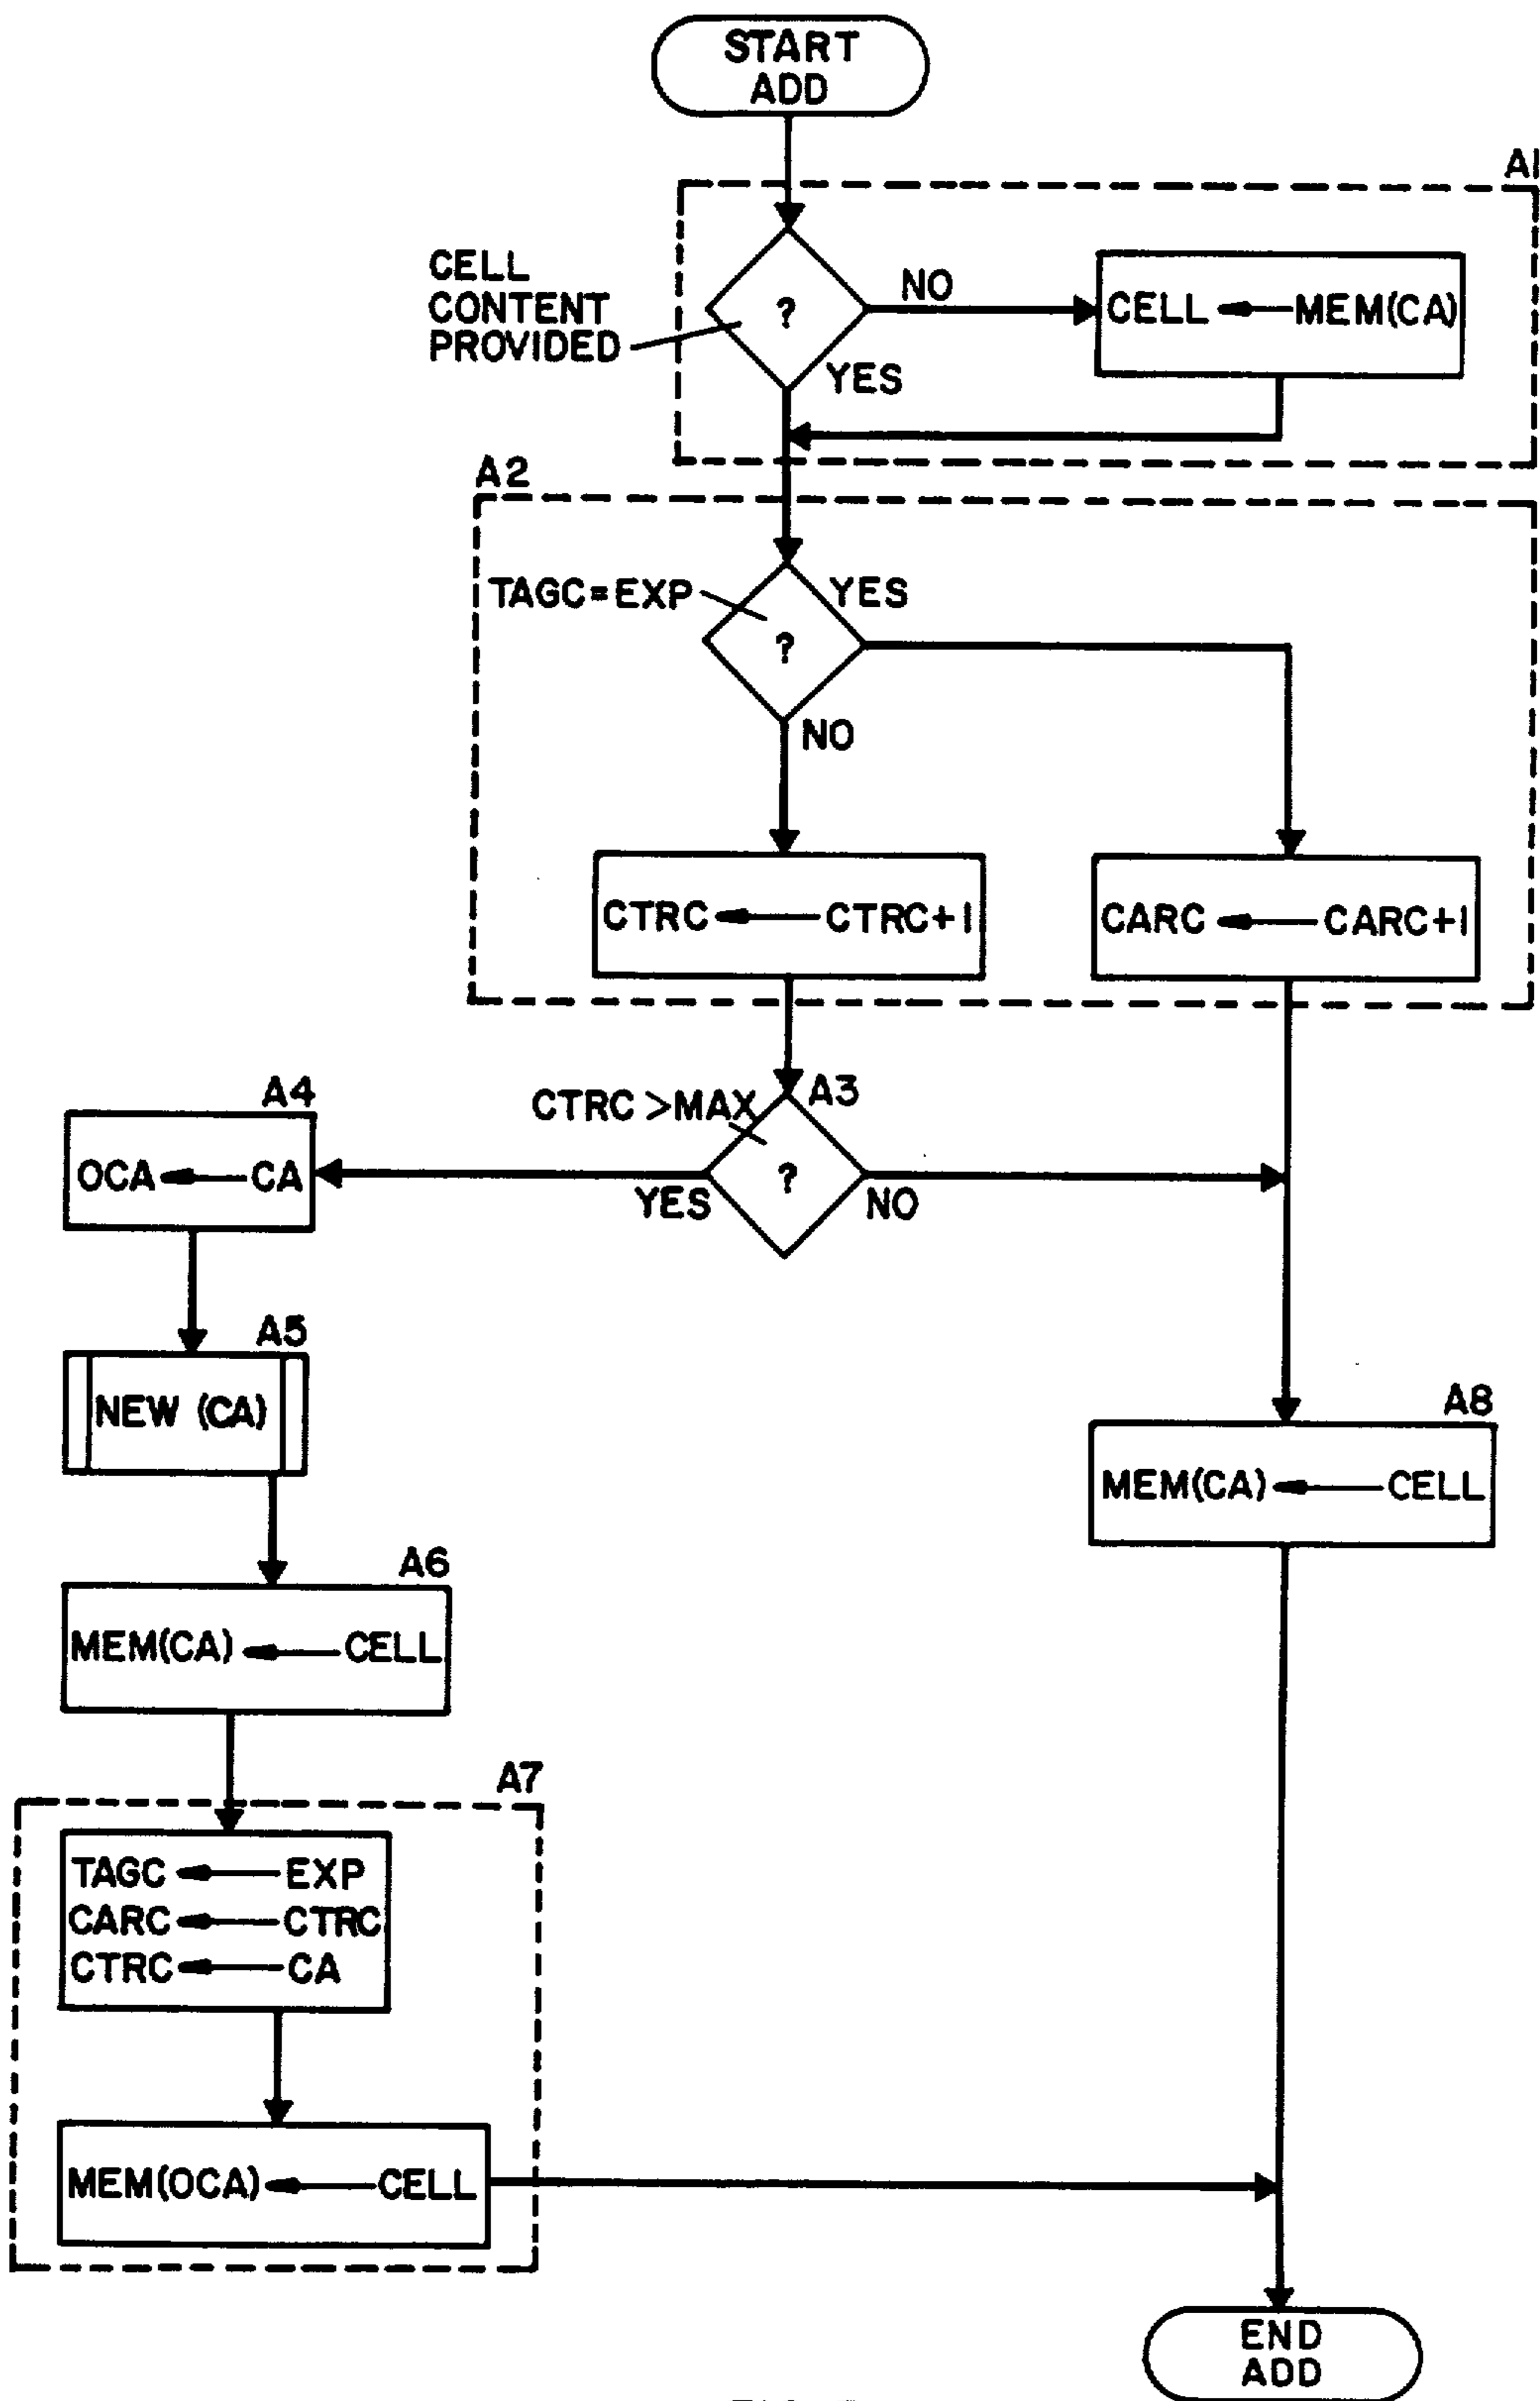 START
ADD
A1
CELL
CONTENT
PROVIDED
?
NO
CELL ← MEM(CA)
YES
A2
TAGC=EXP
YES
?
NO
CTRC ← CTRC+1
CARC ← CARC+1
A3
CTRC >MAX
?
YES
NO
A4
OCA ← CA
A5
NEW (CA)
A8
MEM(CA) ← CELL
A6
MEM(CA) ← CELL
A7
TAGC ← EXP
CARC ← CTRC
CTRC ← CA
MEM(OCA) ← CELL
END
ADD